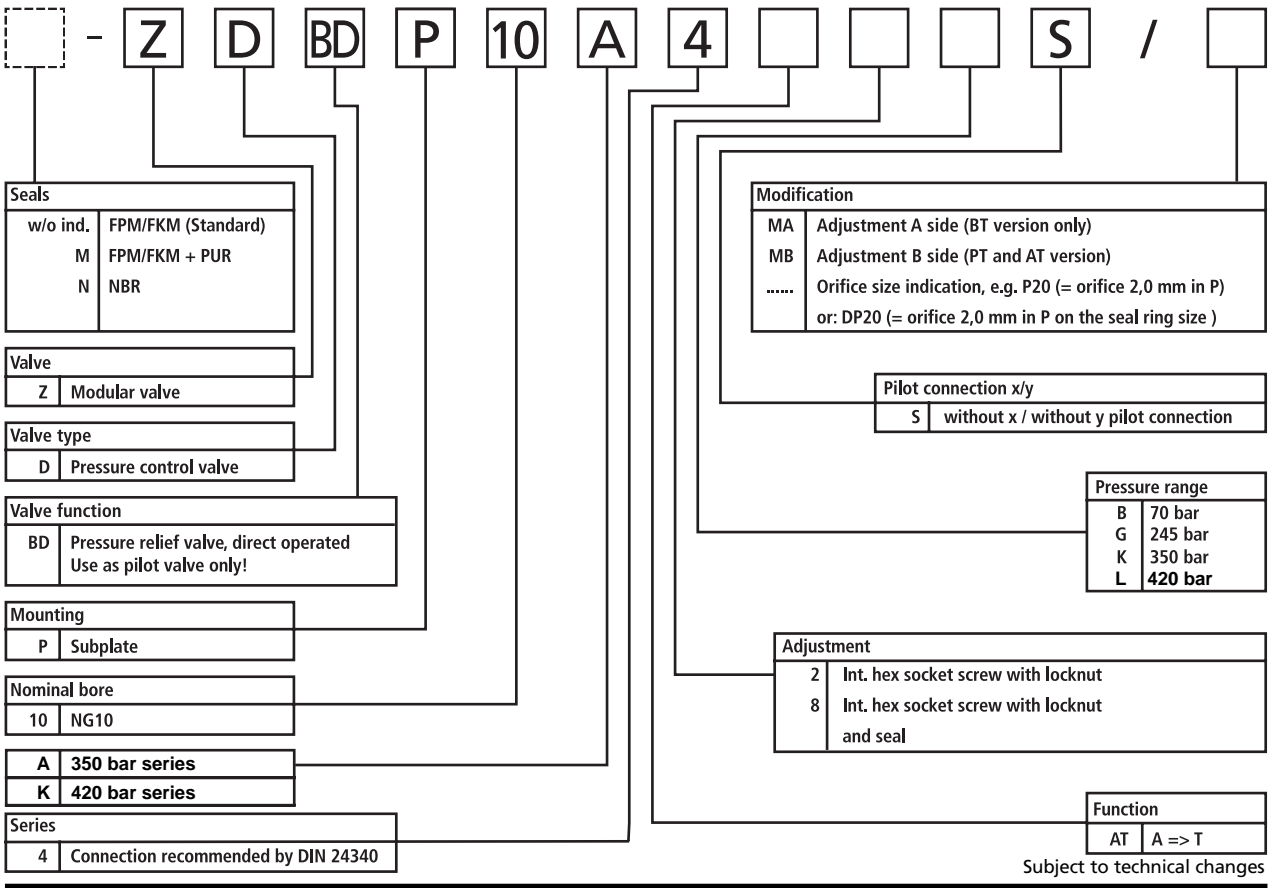 - Z D BD P 10 A 4 S /
Seals
w/o ind. FPM/FKM (Standard)
M FPM/FKM + PUR
N NBR
Valve
Z Modular valve
Valve type
D Pressure control valve
Valve function
BD Pressure relief valve, direct operated
Use as pilot valve only!
Mounting
P Subplate
Nominal bore
10 NG10
A 350 bar series
K 420 bar series
Series
4 Connection recommended by DIN 24340
Modification
MA Adjustment A side (BT version only)
MB Adjustment B side (PT and AT version)
...... Orifice size indication, e.g. P20 (= orifice 2,0 mm in P)
or: DP20 (= orifice 2,0 mm in P on the seal ring size )
Pilot connection x/y
S without x / without y pilot connection
Pressure range
B 70 bar
G 245 bar
K 350 bar
L 420 bar
Adjustment
2 Int. hex socket screw with locknut
8 Int. hex socket screw with locknut
and seal
Function
AT A => T
Subject to technical changes